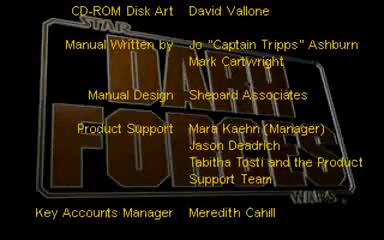 CD-ROM Disk Art David Vallone
Manual Written by Jo "Captain Tripps" Ashburn
Mark Cartwright
Manual Design Shepard Associates
Product Support Mara Kaehn (Manager)
Jason Deadrich
Tabitha Tosti and the Product
Support Team
Key Accounts Manager Meredith Cahill
STAR
DARK
FORCES
WARS